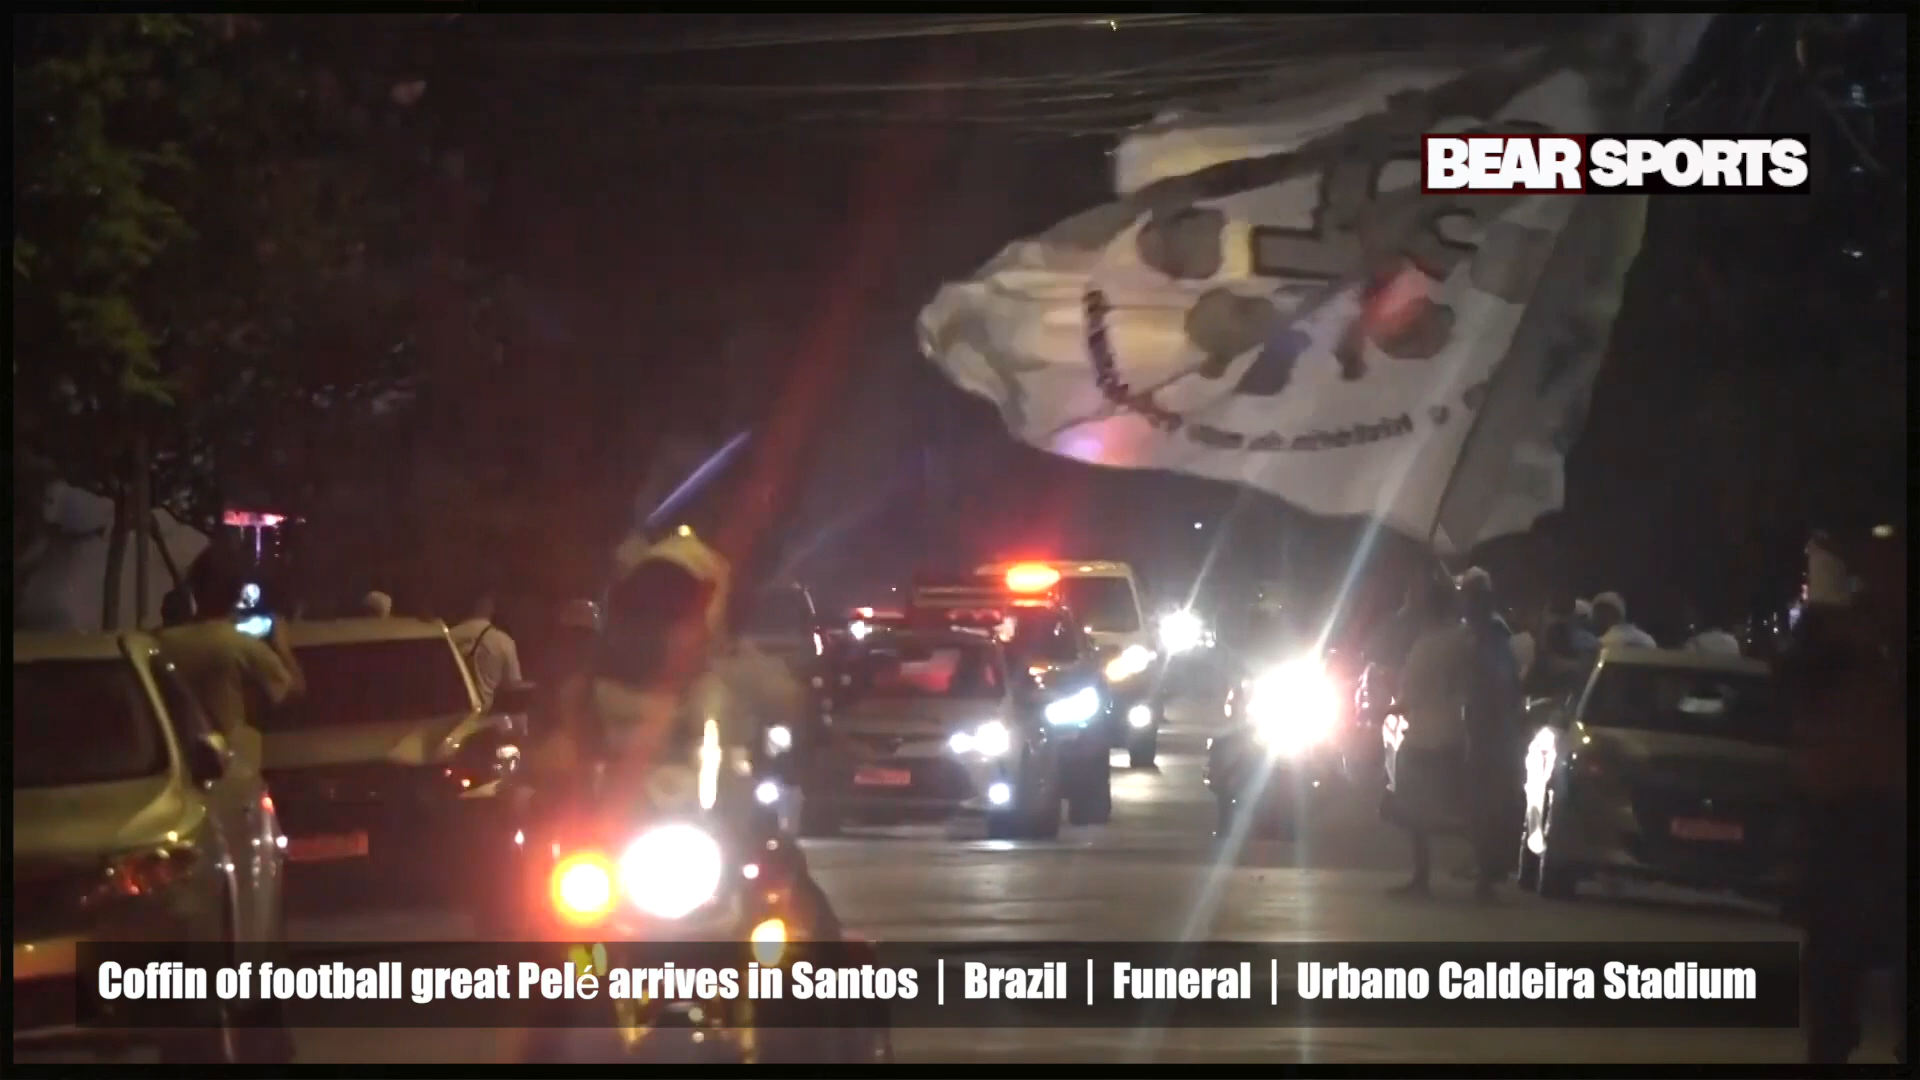 BEAR SPORTS
Coffin of football great Pelé arrives in Santos | Brazil | Funeral | Urbano Caldeira Stadium